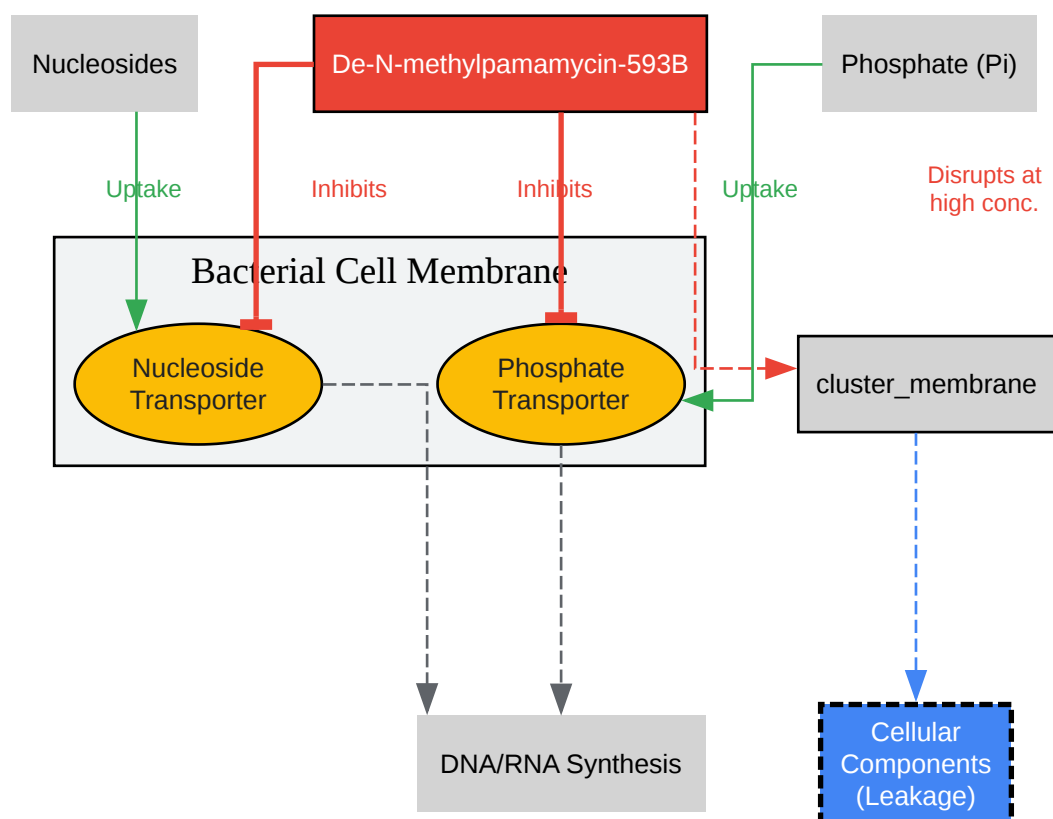 Nucleosides
De-N-methylpamamycin-593B
Phosphate (Pi)
Uptake
Inhibits
Inhibits
Uptake
Disrupts at
high conc.
Bacterial Cell Membrane
Nucleoside
Transporter
Phosphate
Transporter
cluster_membrane
DNA/RNA Synthesis
Cellular
Components
(Leakage)